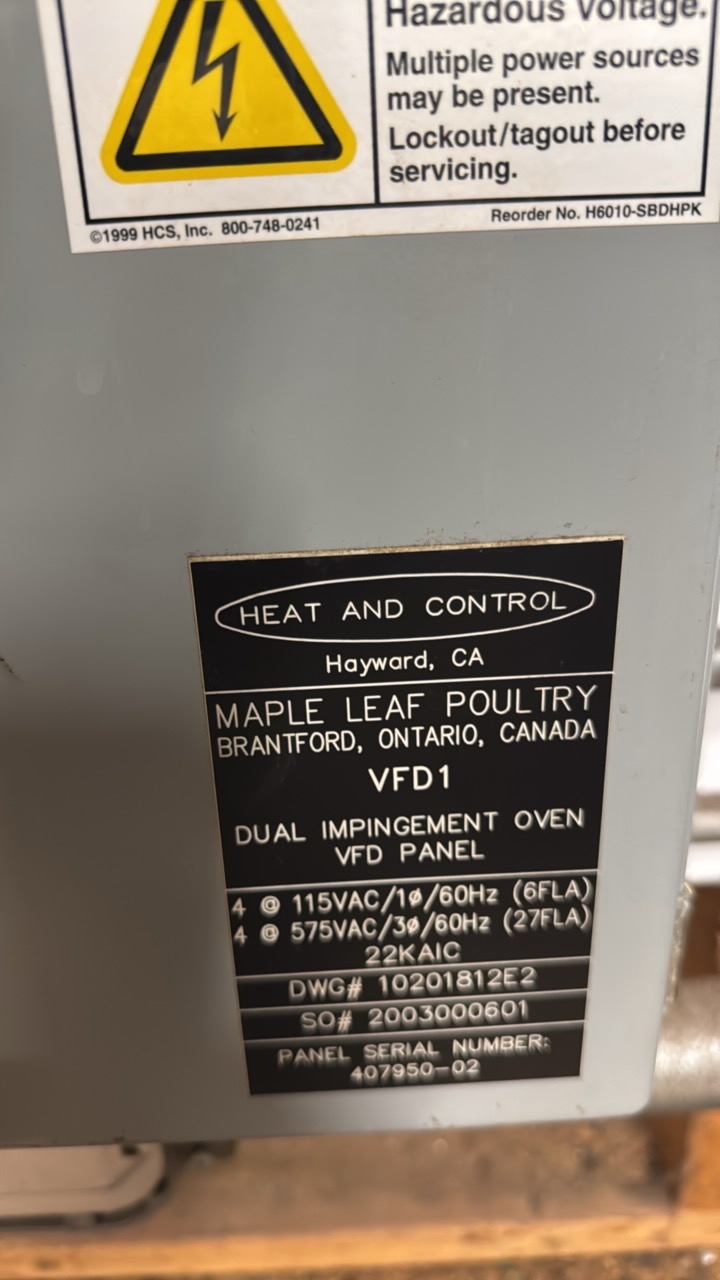 Hazardous voltage.
Multiple power sources
may be present.
Lockout/tagout before
servicing.
©1999 HCS, Inc. 800-748-0241
Reorder No. H6010-SBDHPK
HEAT AND CONTROL
Hayward, CA
MAPLE LEAF POULTRY
BRANTFORD, ONTARIO, CANADA
VFD1
DUAL IMPINGEMENT OVEN
VFD PANEL
4 @ 115VAC/1ø/60Hz (6FLA)
4 @ 575VAC/3ø/60Hz (27FLA)
22KAIC
DWG# 10201812E2
SO# 2003000601
PANEL SERIAL NUMBER:
407950-02